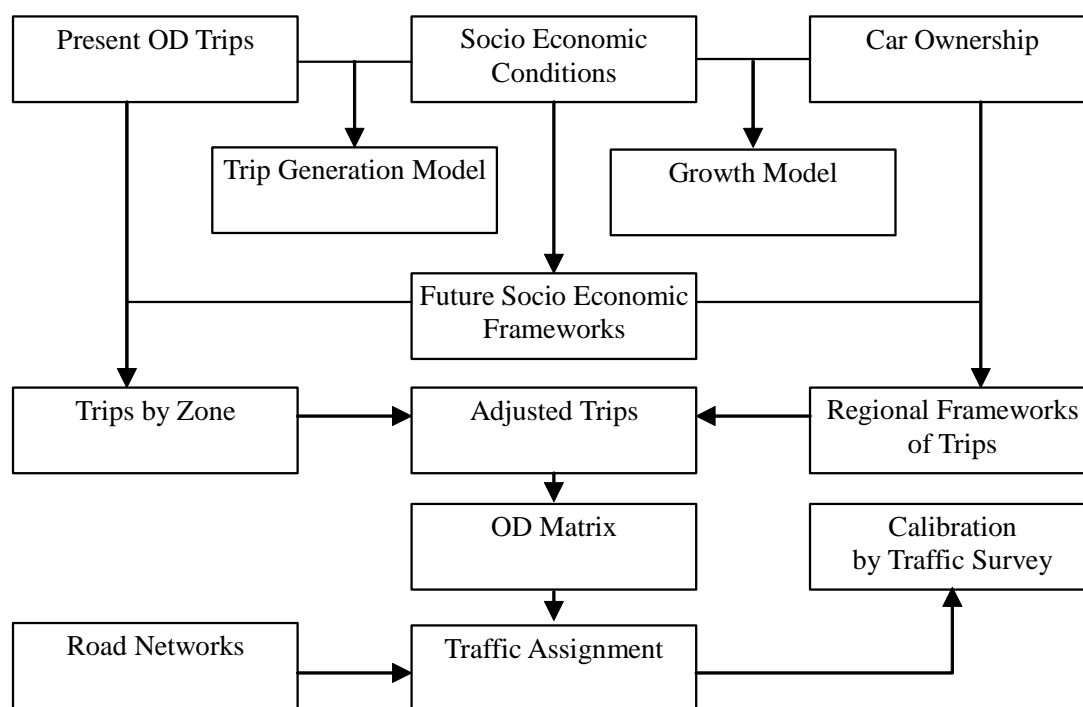 Present OD Trips
Socio Economic
Conditions
Car Ownership
Trip Generation Model
Growth Model
Future Socio Economic
Frameworks
Trips by Zone
Adjusted Trips
Regional Frameworks
of Trips
OD Matrix
Calibration
by Traffic Survey
Road Networks
Traffic Assignment